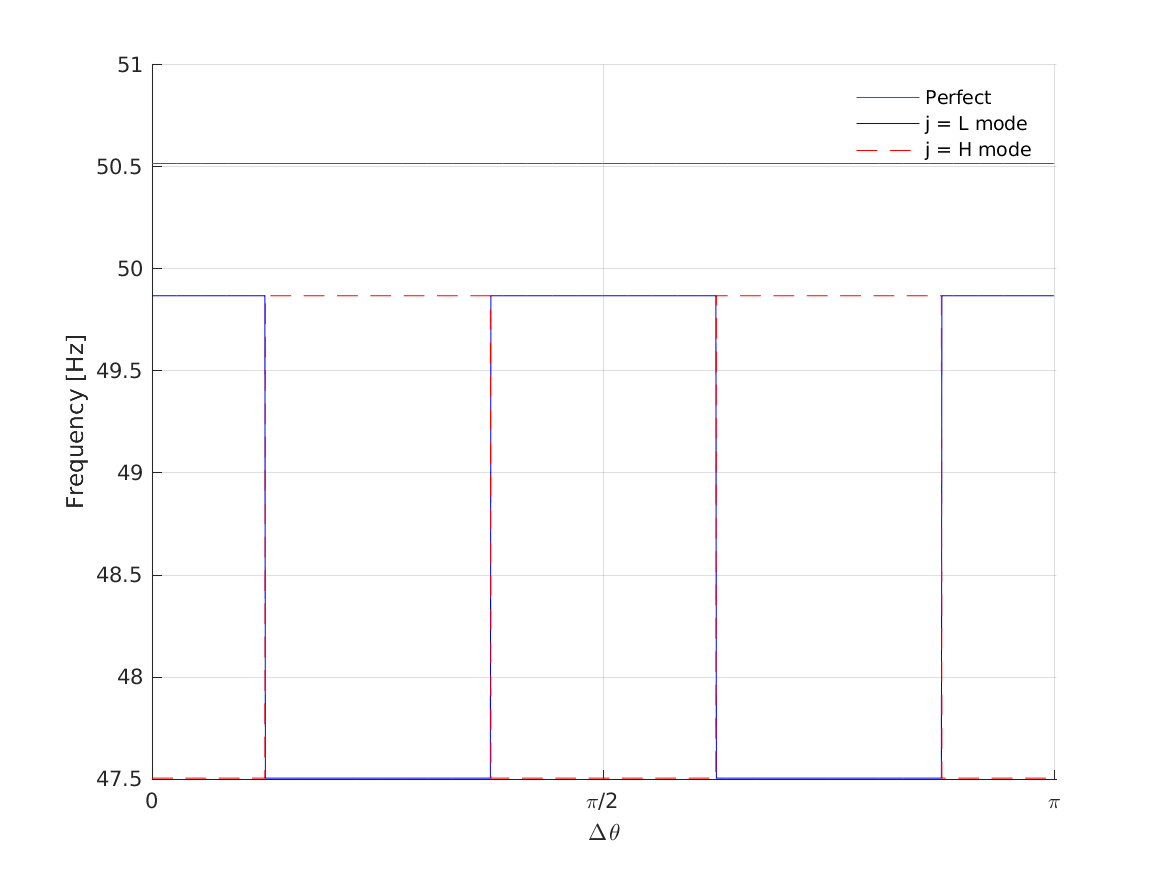 51
50.5
50
49.5
49
48.5
48
47.5
Frequency [Hz]
Perfect
j = L mode
j = H mode
0
π/2
π
Δθ